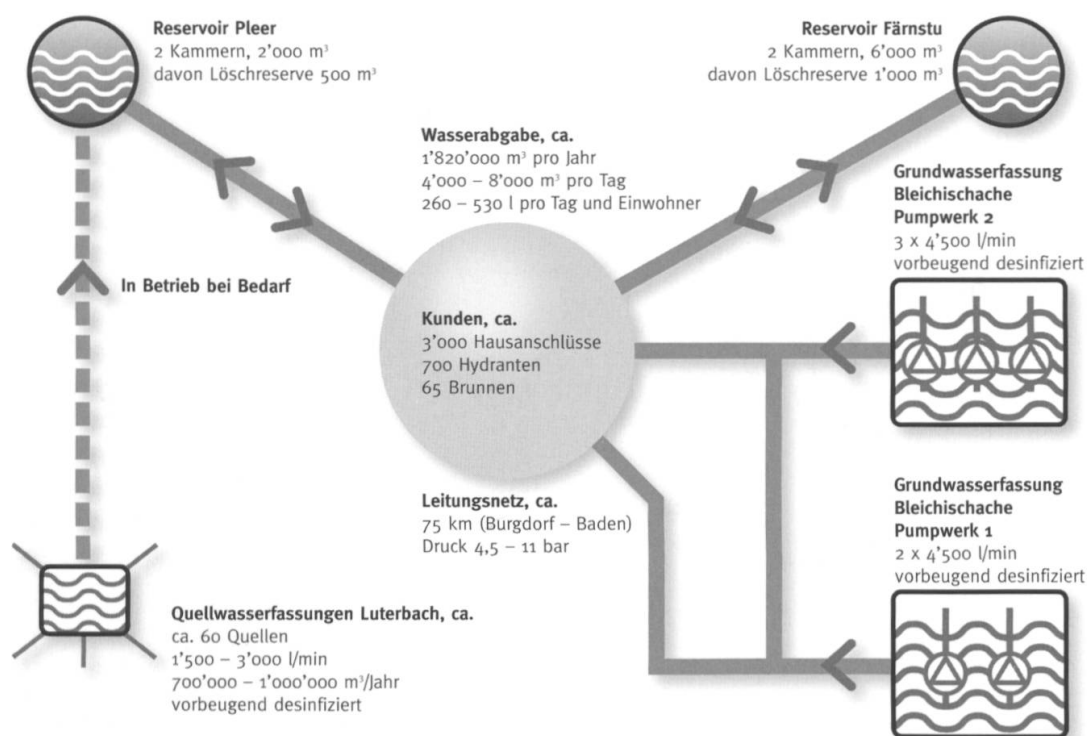 Reservoir Pleer
2 Kammern, 2'000 m³
davon Löschreserve 500 m³
Reservoir Färnstu
2 Kammern, 6'000 m³
davon Löschreserve 1'000 m³
Wasserabgabe, ca.
1'820'000 m³ pro Jahr
4'000 – 8'000 m³ pro Tag
260 – 530 l pro Tag und Einwohner
Grundwasserfassung
Bleichischache
Pumpwerk 2
3 x 4'500 l/min
vorbeugend desinfiziert
In Betrieb bei Bedarf
Kunden, ca.
3'000 Hausanschlüsse
700 Hydranten
65 Brunnen
Leitungsnetz, ca.
75 km (Burgdorf – Baden)
Druck 4,5 – 11 bar
Grundwasserfassung
Bleichischache
Pumpwerk 1
2 x 4'500 l/min
vorbeugend desinfiziert
Quellwasserfassungen Luterbach, ca.
ca. 60 Quellen
1'500 – 3'000 l/min
700'000 – 1'000'000 m³/Jahr
vorbeugend desinfiziert